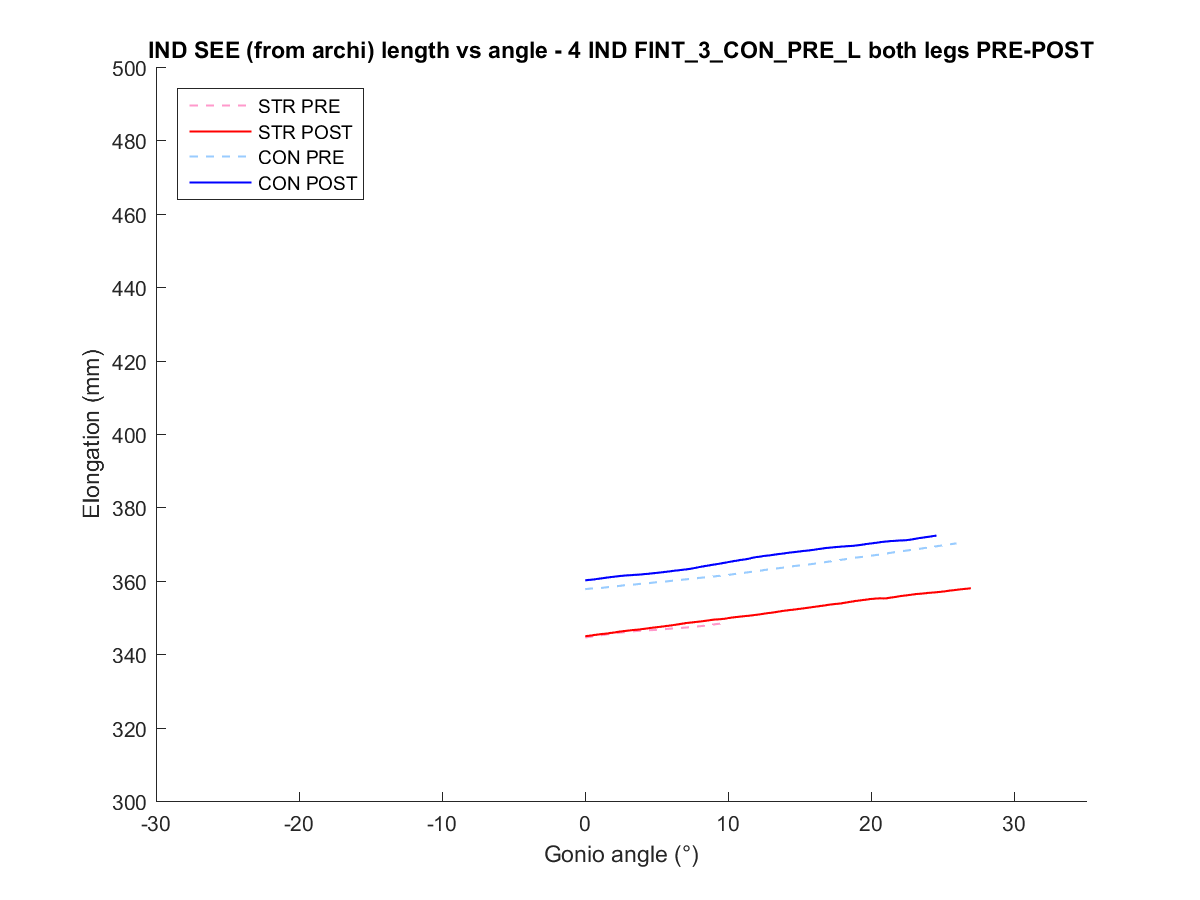 IND SEE (from archi) length vs angle - 4 IND FINT_3_CON_PRE_L both legs PRE-POST
500
480
460
440
420
400
380
360
340
320
300
STR PRE
STR POST
CON PRE
CON POST
Elongation (mm)
-30
-20
-10
0
10
20
30
Gonio angle (°)